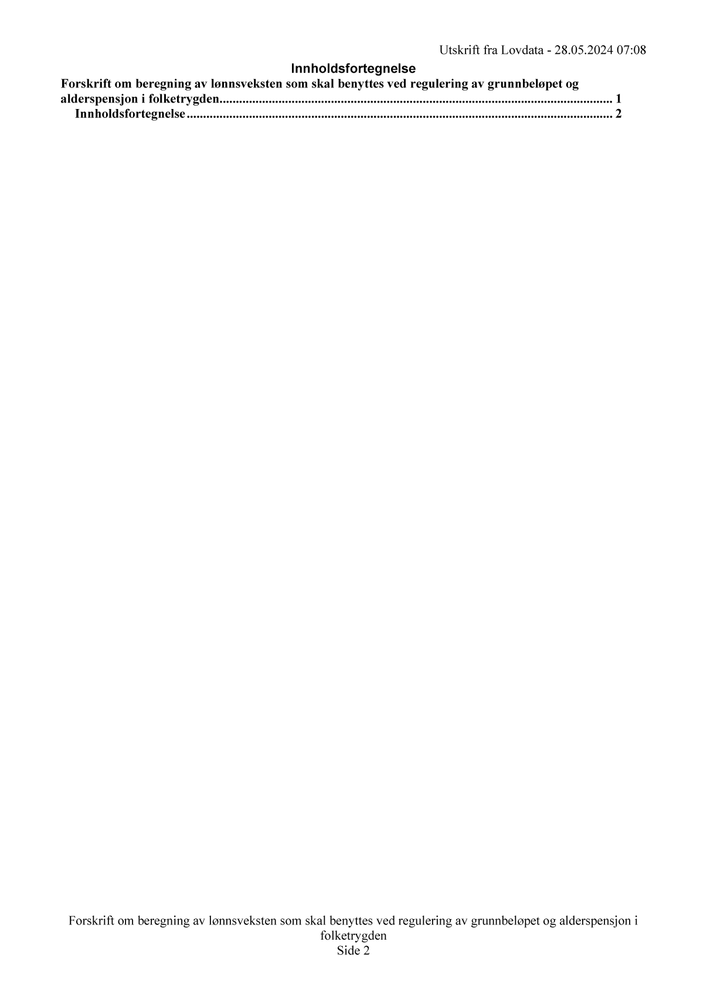 Utskrift fra Lovdata - 28.05.2024 07:08
Innholdsfortegnelse
Forskrift om beregning av lønnsveksten som skal benyttes ved regulering av grunnbeløpet og
alderspensjon i folketrygden................................................................................................................................ 1
Innholdsfortegnelse.......................................................................................................................................... 2
Forskrift om beregning av lønnsveksten som skal benyttes ved regulering av grunnbeløpet og alderspensjon i
folketrygden
Side 2